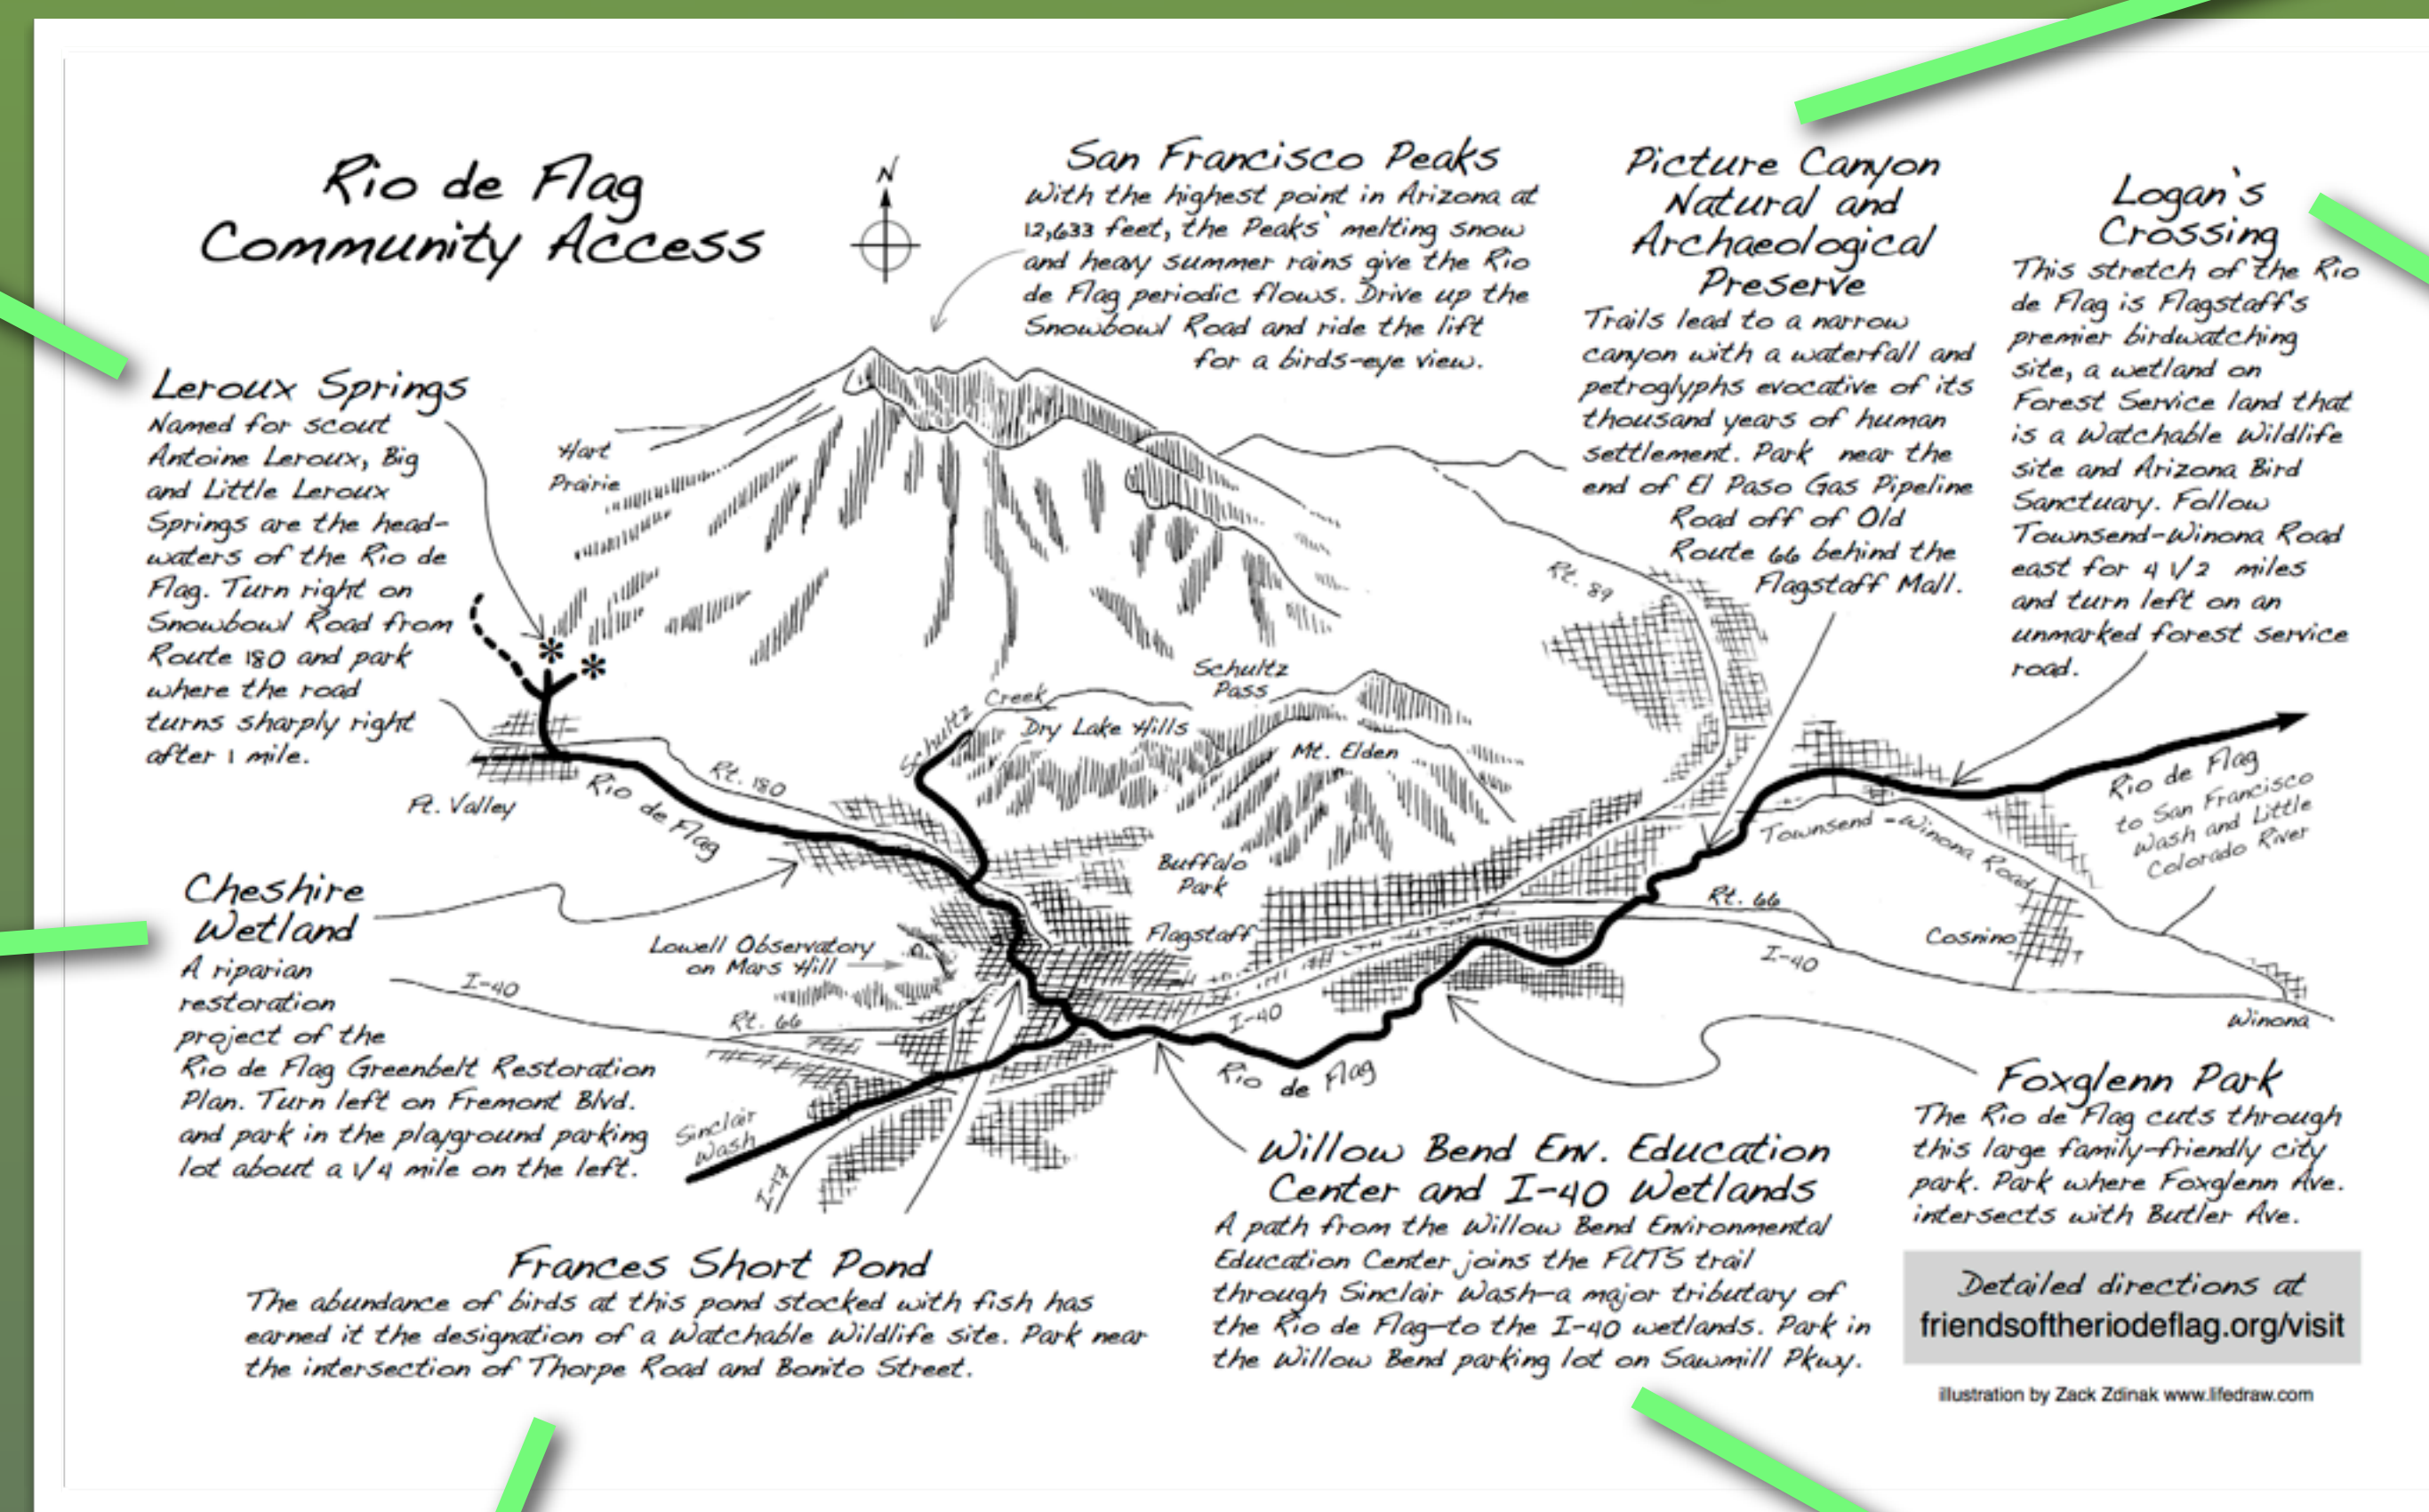 Rio de Flag
Community Access
N
San Francisco Peaks
With the highest point in Arizona at
12,633 feet, the Peaks' melting snow
and heavy summer rains give the Rio
de Flag periodic flows. Drive up the
Snowbowl Road and ride the lift
for a birds-eye view.
Picture Canyon
Natural and
Archaeological
Preserve
Trails lead to a narrow
canyon with a waterfall and
petroglyphs evocative of its
thousand years of human
settlement. Park near the
end of El Paso Gas Pipeline
Road off of Old
Route 66 behind the
Flagstaff Mall.
Logan's
Crossing
This stretch of the Rio
de Flag is Flagstaff's
premier birdwatching
site, a wetland on
Forest Service land that
is a Watchable Wildlife
site and Arizona Bird
Sanctuary. Follow
Townsend-Winona Road
east for 4 1/2 miles
and turn left on an
unmarked forest service
road.
Leroux Springs
Named for scout
Antoine Leroux, Big
and Little Leroux
Springs are the head-
waters of the Rio de
Flag. Turn right on
Snowbowl Road from
Route 180 and park
where the road
turns sharply right
after 1 mile.
Hart
Prairie
Rt. 89
Schultz
Pass
Schultz Creek
Dry Lake Hills
Mt. Elden
Rt. 180
Rio de Flag
Ft. Valley
Buffalo
Park
Flagstaff
Lowell Observatory
on Mars Hill
I-40
Rt. 66
Sinclair
Wash
I-17
I-40
Rio de Flag
Rt. 66
I-40
Townsend-Winona Road
Cosnino
Winona
Rio de Flag
to San Francisco
Wash and Little
Colorado River
Cheshire
Wetland
A riparian
restoration
project of the
Rio de Flag Greenbelt Restoration
Plan. Turn left on Fremont Blvd.
and park in the playground parking
lot about a 1/4 mile on the left.
Frances Short Pond
The abundance of birds at this pond stocked with fish has
earned it the designation of a Watchable Wildlife site. Park near
the intersection of Thorpe Road and Bonito Street.
Willow Bend Env. Education
Center and I-40 Wetlands
A path from the Willow Bend Environmental
Education Center joins the FUTS trail
through Sinclair Wash—a major tributary of
the Rio de Flag—to the I-40 wetlands. Park in
the Willow Bend parking lot on Sawmill Pkwy.
Foxglenn Park
The Rio de Flag cuts through
this large family-friendly city
park. Park where Foxglenn Ave.
intersects with Butler Ave.
Detailed directions at
friendsoftheriodeflag.org/visit
illustration by Zack Zdinak www.lifedraw.com